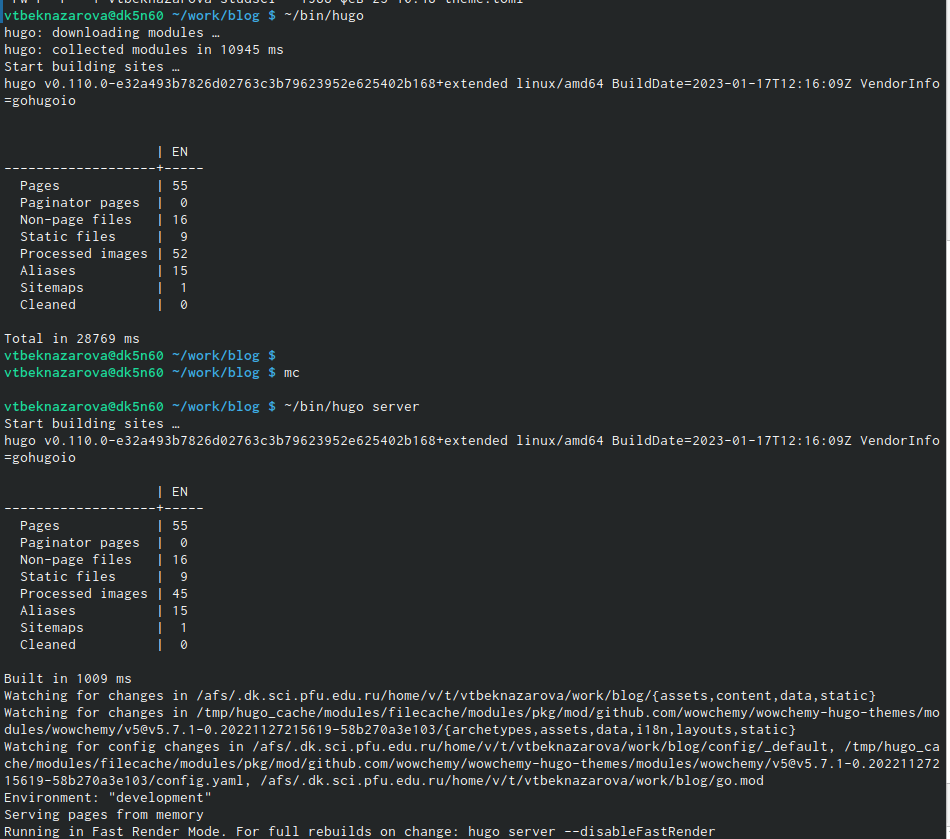 vtbeknazarova@dk5n60 ~/work/blog $ ~/bin/hugo
hugo: downloading modules …
hugo: collected modules in 10945 ms
Start building sites …
hugo v0.110.0-e32a493b7826d02763c3b79623952e625402b168+extended linux/amd64 BuildDate=2023-01-17T12:16:09Z VendorInfo
=gohugoio
                   | EN
-------------------+-----
  Pages            | 55
  Paginator pages  |  0
  Non-page files   | 16
  Static files     |  9
  Processed images | 52
  Aliases          | 15
  Sitemaps         |  1
  Cleaned          |  0
Total in 28769 ms
vtbeknazarova@dk5n60 ~/work/blog $
vtbeknazarova@dk5n60 ~/work/blog $ mc
vtbeknazarova@dk5n60 ~/work/blog $ ~/bin/hugo server
Start building sites …
hugo v0.110.0-e32a493b7826d02763c3b79623952e625402b168+extended linux/amd64 BuildDate=2023-01-17T12:16:09Z VendorInfo
=gohugoio
                   | EN
-------------------+-----
  Pages            | 55
  Paginator pages  |  0
  Non-page files   | 16
  Static files     |  9
  Processed images | 45
  Aliases          | 15
  Sitemaps         |  1
  Cleaned          |  0
Built in 1009 ms
Watching for changes in /afs/.dk.sci.pfu.edu.ru/home/v/t/vtbeknazarova/work/blog/{assets,content,data,static}
Watching for changes in /tmp/hugo_cache/modules/filecache/modules/pkg/mod/github.com/wowchemy/wowchemy-hugo-themes/mo
dules/wowchemy/v5@v5.7.1-0.20221127215619-58b270a3e103/{archetypes,assets,data,i18n,layouts,static}
Watching for config changes in /afs/.dk.sci.pfu.edu.ru/home/v/t/vtbeknazarova/work/blog/config/_default, /tmp/hugo_ca
che/modules/filecache/modules/pkg/mod/github.com/wowchemy/wowchemy-hugo-themes/modules/wowchemy/v5@v5.7.1-0.202211272
15619-58b270a3e103/config.yaml, /afs/.dk.sci.pfu.edu.ru/home/v/t/vtbeknazarova/work/blog/go.mod
Environment: "development"
Serving pages from memory
Running in Fast Render Mode. For full rebuilds on change: hugo server --disableFastRender